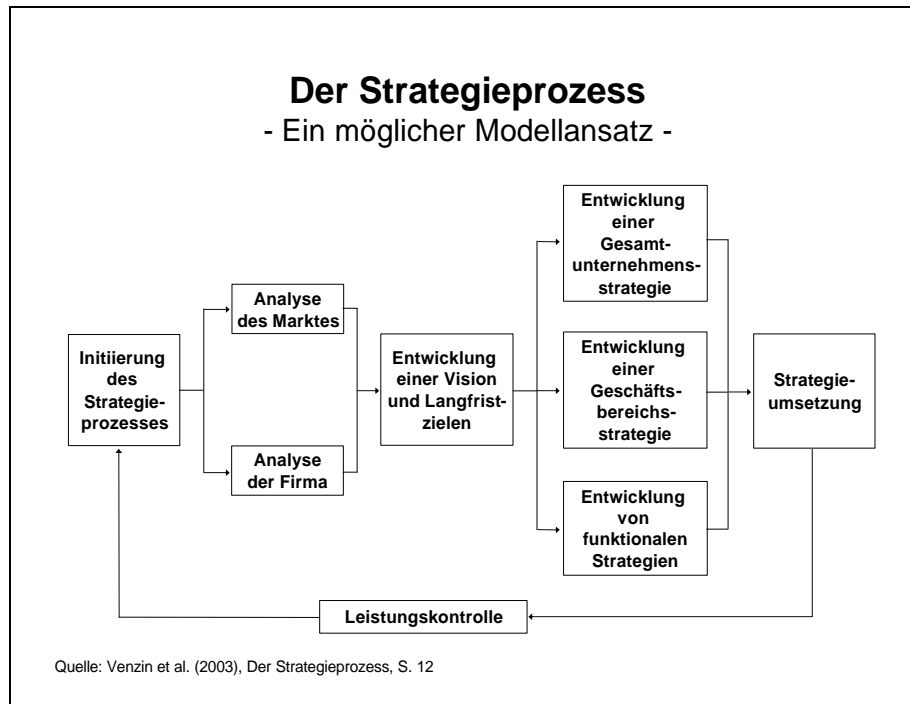 Der Strategieprozess
- Ein möglicher Modellansatz -
Initiierung
des
Strategie-
prozesses
Analyse
des Marktes
Analyse
der Firma
Entwicklung
einer Vision
und Langfrist-
zielen
Entwicklung
einer
Gesamt-
unternehmens-
strategie
Entwicklung
einer
Geschäfts-
bereichs-
strategie
Entwicklung
von
funktionalen
Strategien
Strategie-
umsetzung
Leistungskontrolle
Quelle: Venzin et al. (2003), Der Strategieprozess, S. 12